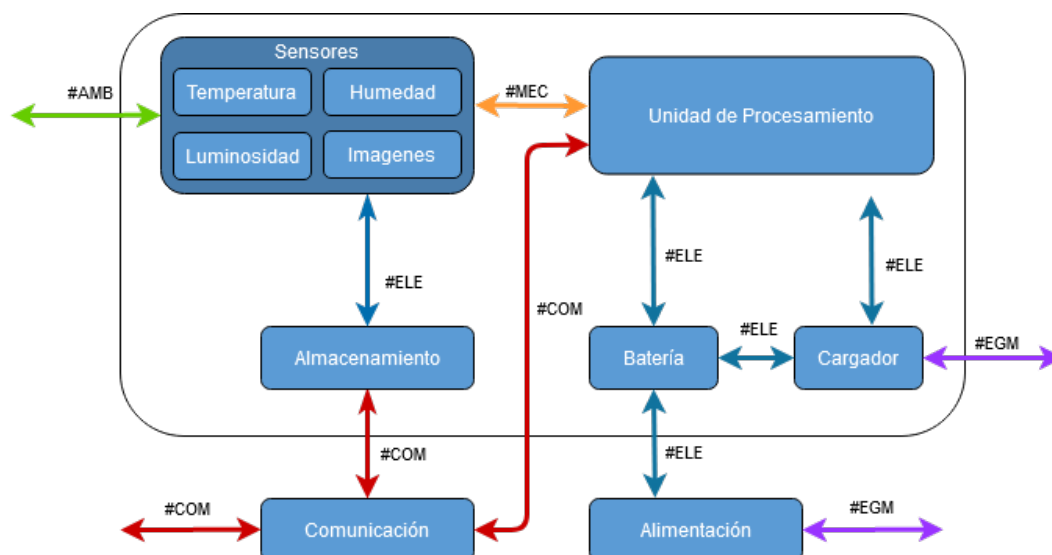 Sensores
Temperatura
Humedad
Luminosidad
Imagenes
#AMB
#MEC
Unidad de Procesamiento
#ELE
#ELE
#ELE
#COM
#ELE
Almacenamiento
Batería
Cargador
#EGM
#COM
#ELE
#COM
Comunicación
Alimentación
#EGM